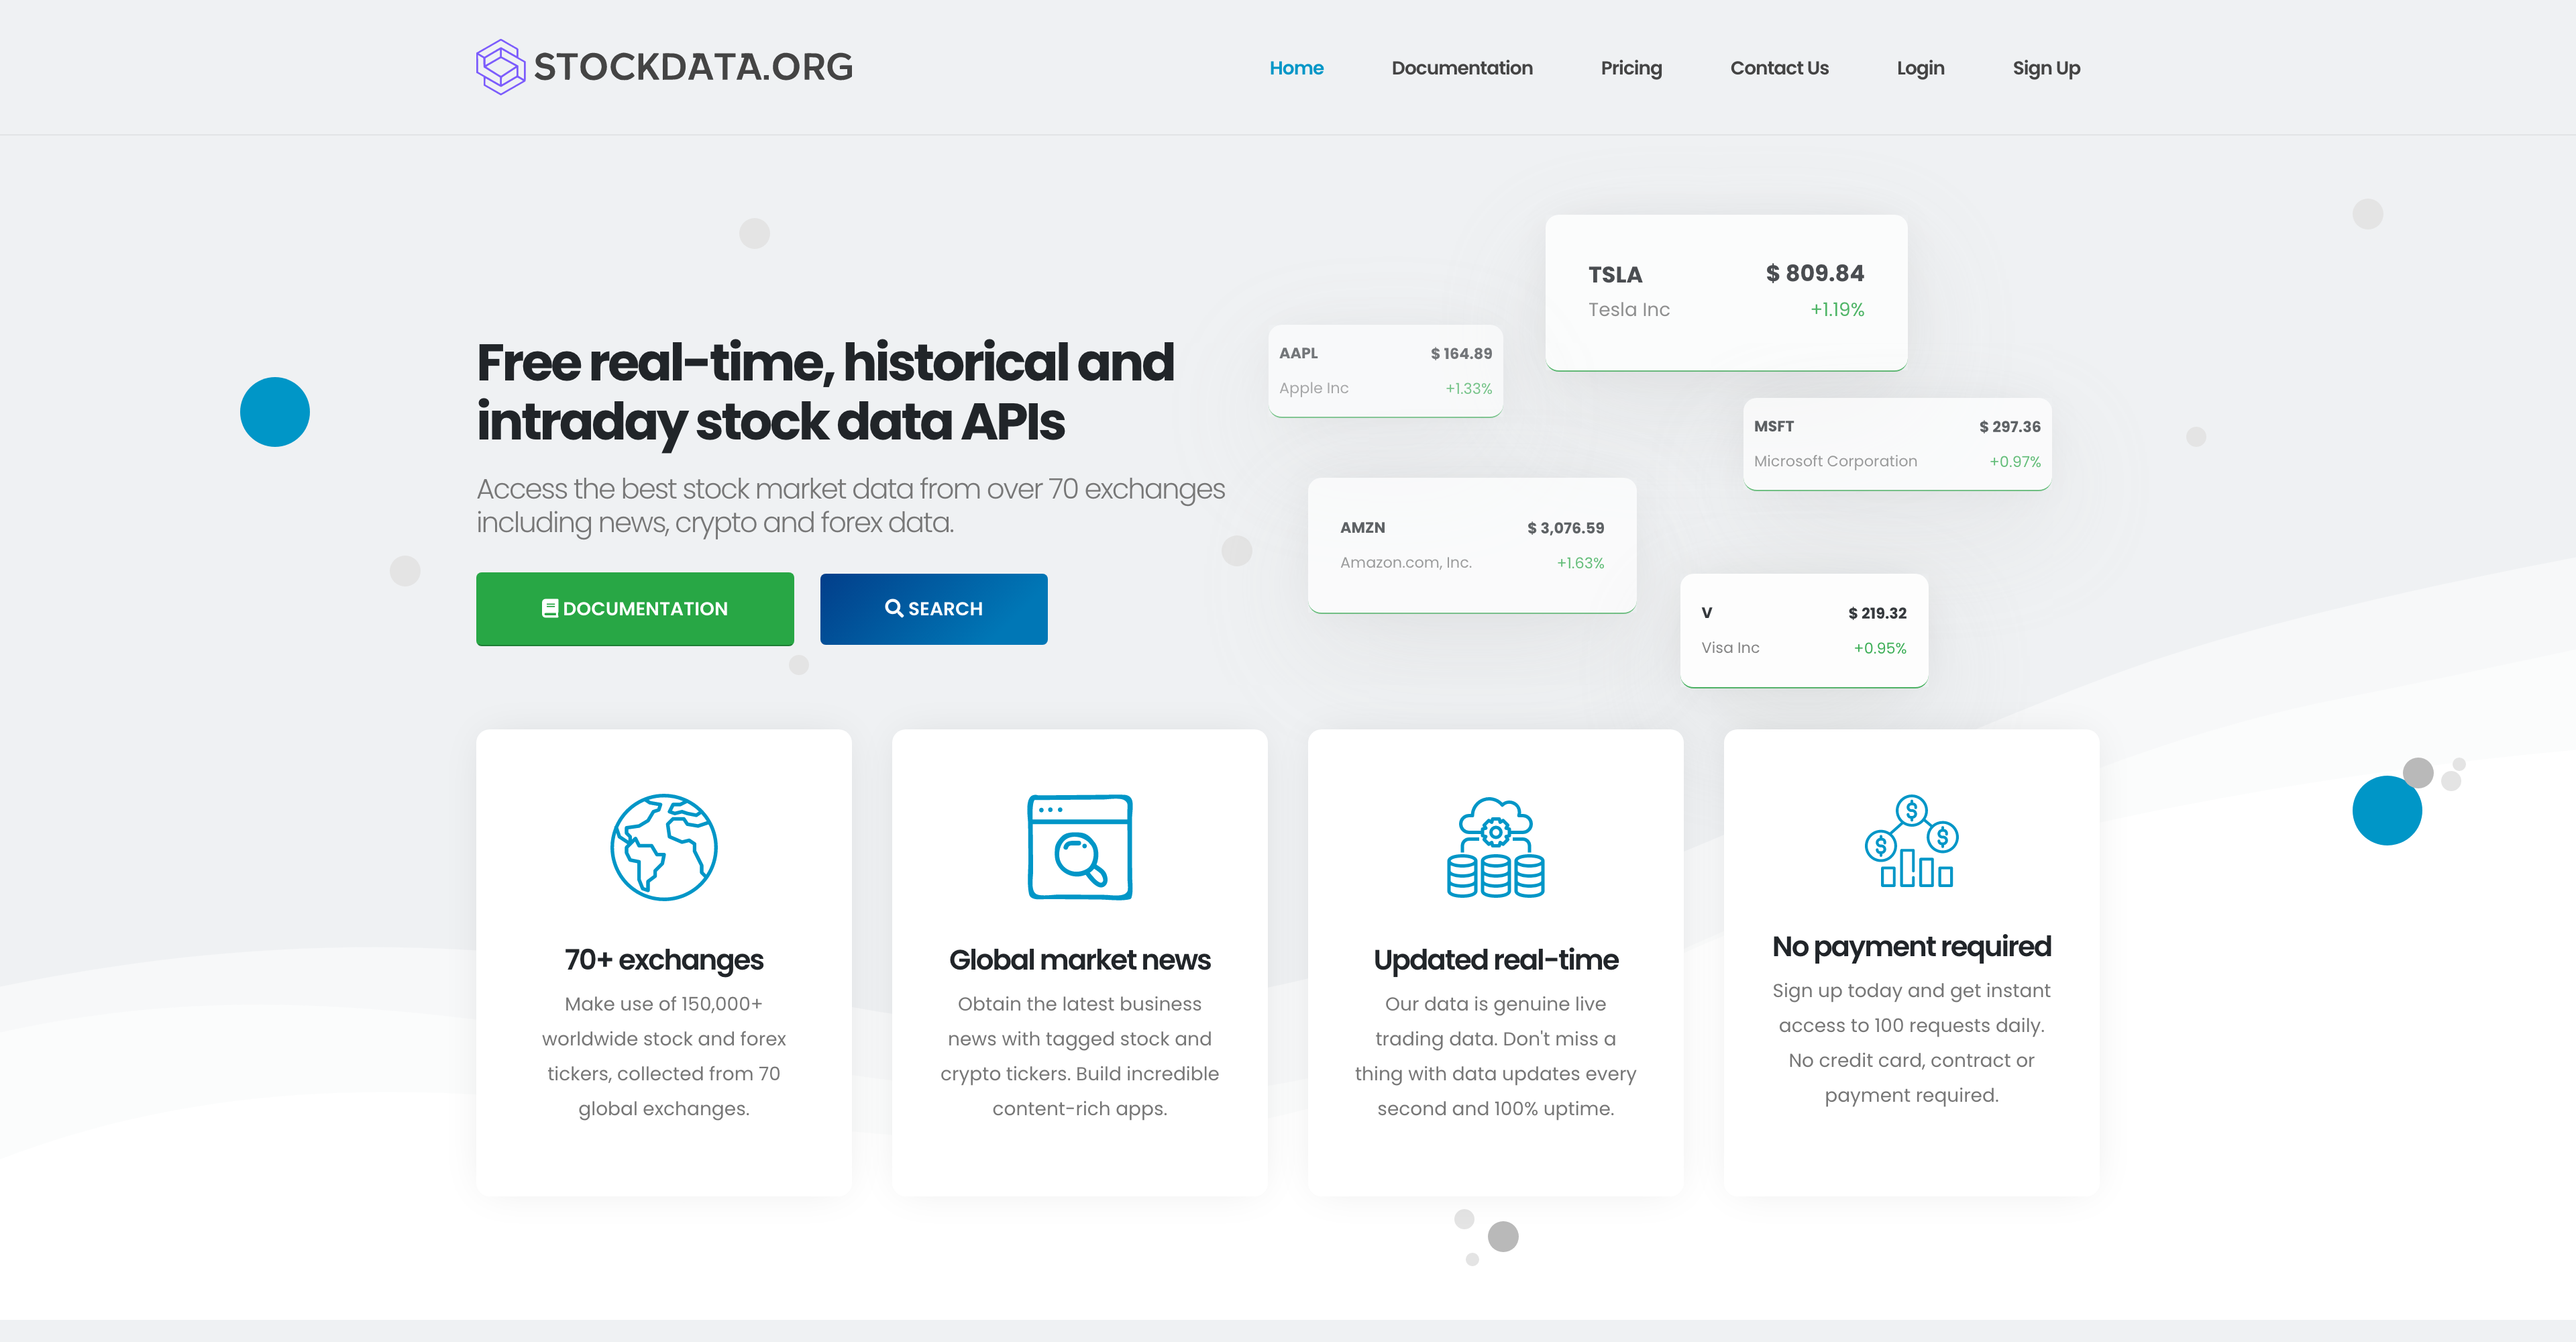 STOCKDATA.ORG
Home Documentation Pricing Contact Us Login Sign Up
Free real-time, historical and
intraday stock data APIs
Access the best stock market data from over 70 exchanges
including news, crypto and forex data.
DOCUMENTATION
SEARCH
TSLA $ 809.84
Tesla Inc +1.19%
AAPL $ 164.89
Apple Inc +1.33%
MSFT $ 297.36
Microsoft Corporation +0.97%
AMZN $ 3,076.59
Amazon.com, Inc. +1.63%
V $ 219.32
Visa Inc +0.95%
70+ exchanges
Make use of 150,000+
worldwide stock and forex
tickers, collected from 70
global exchanges.
Global market news
Obtain the latest business
news with tagged stock and
crypto tickers. Build incredible
content-rich apps.
Updated real-time
Our data is genuine live
trading data. Don't miss a
thing with data updates every
second and 100% uptime.
No payment required
Sign up today and get instant
access to 100 requests daily.
No credit card, contract or
payment required.